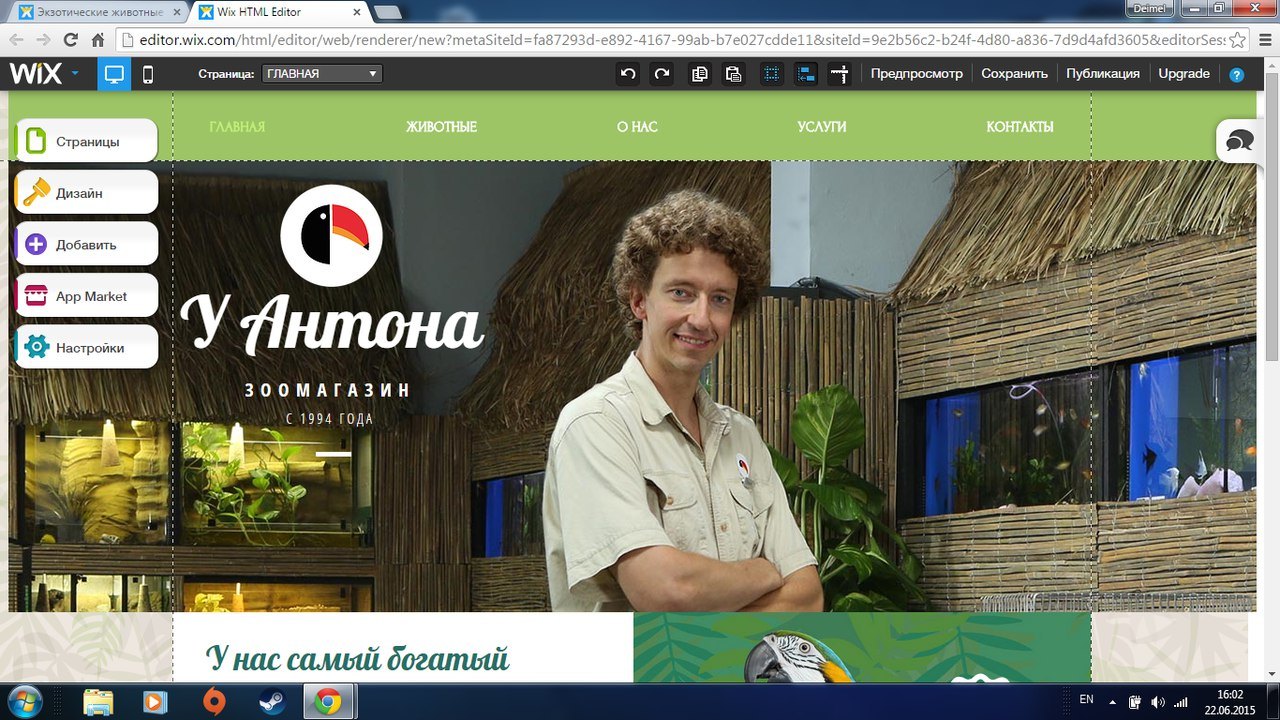 Экзотические животные
Wix HTML Editor
Deimel
editor.wix.com/html/editor/web/renderer/new?metaSiteId=fa87293d-e892-4167-99ab-b7e027cdde11&siteId=9e2b56c2-b24f-4d80-a836-7d9d4afd3605&editorSess
WiX
Страница: ГЛАВНАЯ
Предпросмотр
Сохранить
Публикация
Upgrade
?
ГЛАВНАЯ
ЖИВОТНЫЕ
О НАС
УСЛУГИ
КОНТАКТЫ
Страницы
Дизайн
Добавить
App Market
Настройки
У Антона
ЗООМАГАЗИН
С 1994 ГОДА
У нас самый богатый
EN
16:02
22.06.2015